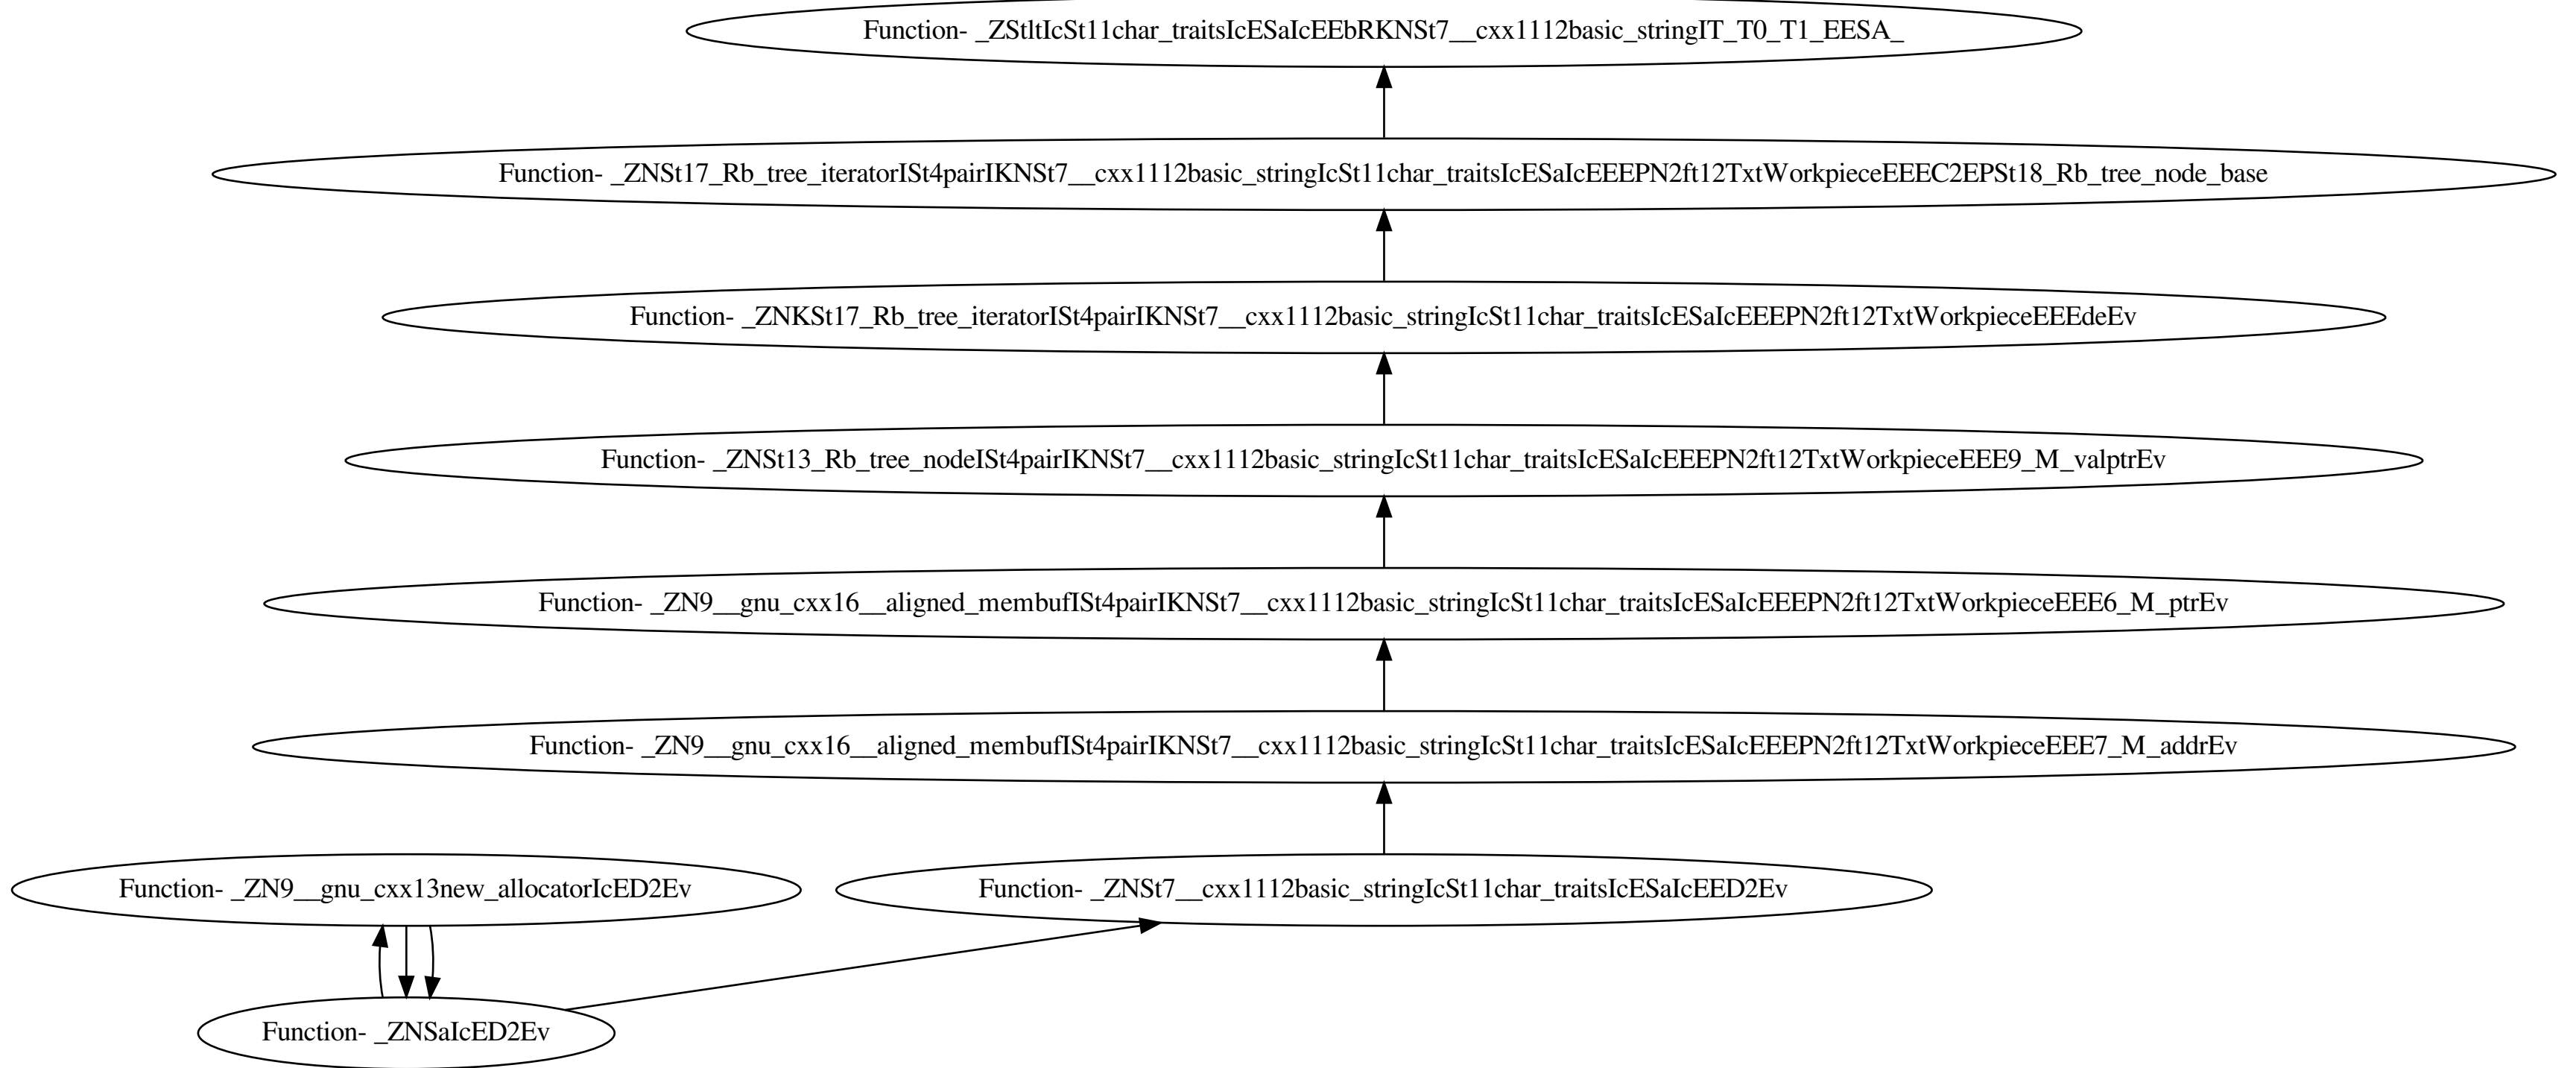 Function- _ZStltIcSt11char_traitsIcESaIcEEbRKNSt7__cxx1112basic_stringIT_T0_T1_EESA_
Function- _ZNSt17_Rb_tree_iteratorISt4pairIKNSt7__cxx1112basic_stringIcSt11char_traitsIcESaIcEEEPN2ft12TxtWorkpieceEEEC2EPSt18_Rb_tree_node_base
Function- _ZNKSt17_Rb_tree_iteratorISt4pairIKNSt7__cxx1112basic_stringIcSt11char_traitsIcESaIcEEEPN2ft12TxtWorkpieceEEEdeEv
Function- _ZNSt13_Rb_tree_nodeISt4pairIKNSt7__cxx1112basic_stringIcSt11char_traitsIcESaIcEEEPN2ft12TxtWorkpieceEEE9_M_valptrEv
Function- _ZN9__gnu_cxx16__aligned_membufISt4pairIKNSt7__cxx1112basic_stringIcSt11char_traitsIcESaIcEEEPN2ft12TxtWorkpieceEEE6_M_ptrEv
Function- _ZN9__gnu_cxx16__aligned_membufISt4pairIKNSt7__cxx1112basic_stringIcSt11char_traitsIcESaIcEEEPN2ft12TxtWorkpieceEEE7_M_addrEv
Function- _ZN9__gnu_cxx13new_allocatorIcED2Ev
Function- _ZNSt7__cxx1112basic_stringIcSt11char_traitsIcESaIcEED2Ev
Function- _ZNSaIcED2Ev